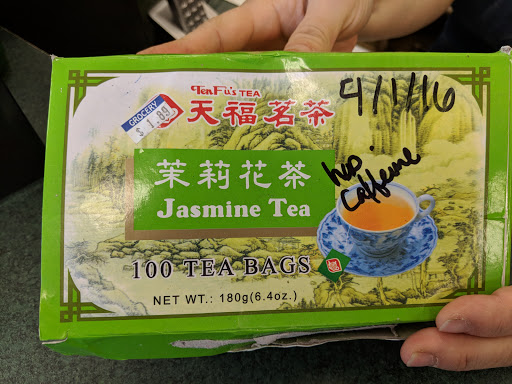 TenFu's TEA
天福茗茶
GROCERY
$1.89
4/1/16
has
caffeine
茉莉花茶
Jasmine Tea
100 TEA BAGS
NET WT.: 180g(6.4oz.)